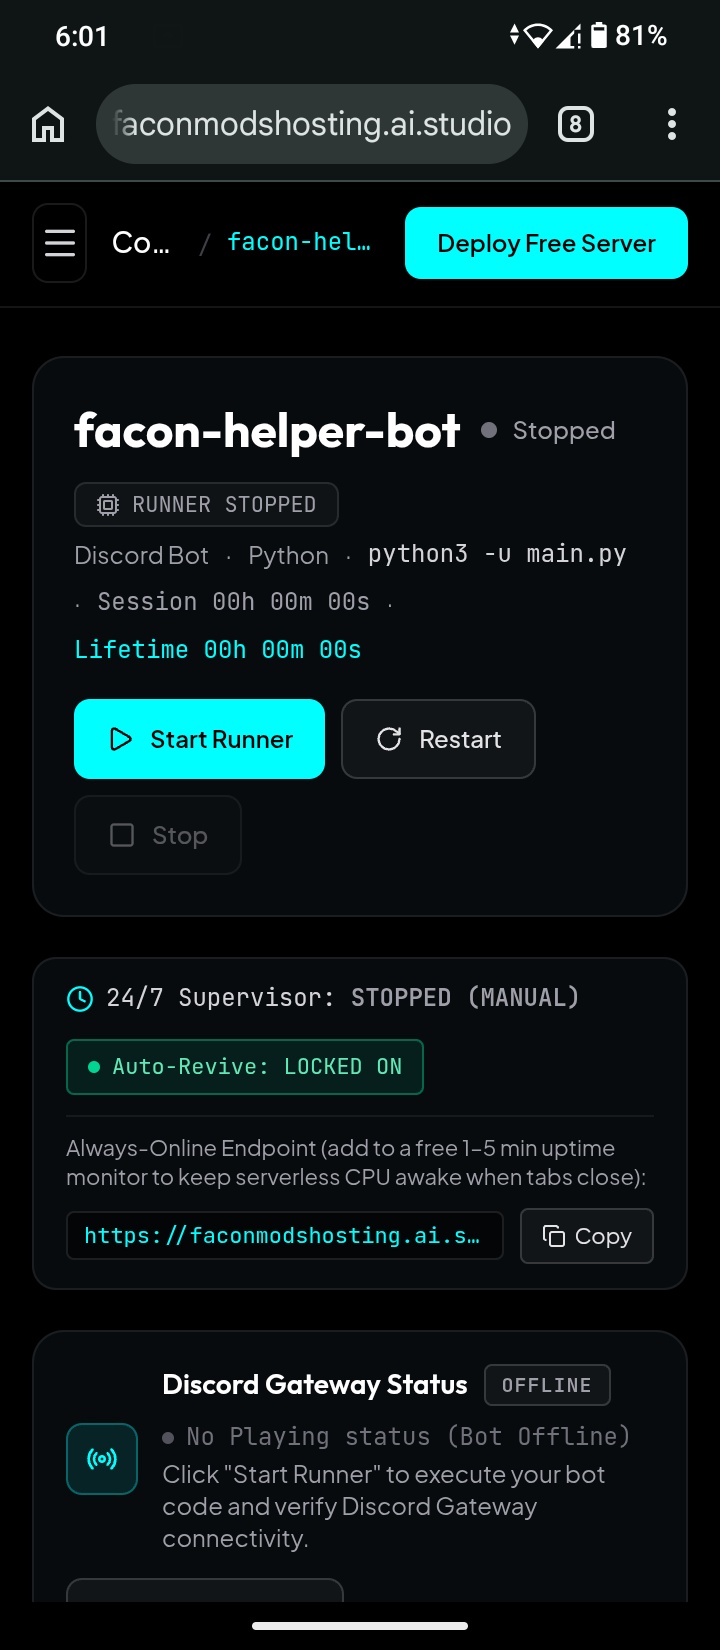 6:01 81%
faconmodshosting.ai.studio 8
Co... / facon-hel… Deploy Free Server
facon-helper-bot Stopped
RUNNER STOPPED
Discord Bot · Python · python3 -u main.py
· Session 00h 00m 00s ·
Lifetime 00h 00m 00s
Start Runner Restart
Stop
24/7 Supervisor: STOPPED (MANUAL)
Auto-Revive: LOCKED ON
Always-Online Endpoint (add to a free 1–5 min uptime
monitor to keep serverless CPU awake when tabs close):
https://faconmodshosting.ai.s… Copy
Discord Gateway Status OFFLINE
No Playing status (Bot Offline)
Click "Start Runner" to execute your bot
code and verify Discord Gateway
connectivity.